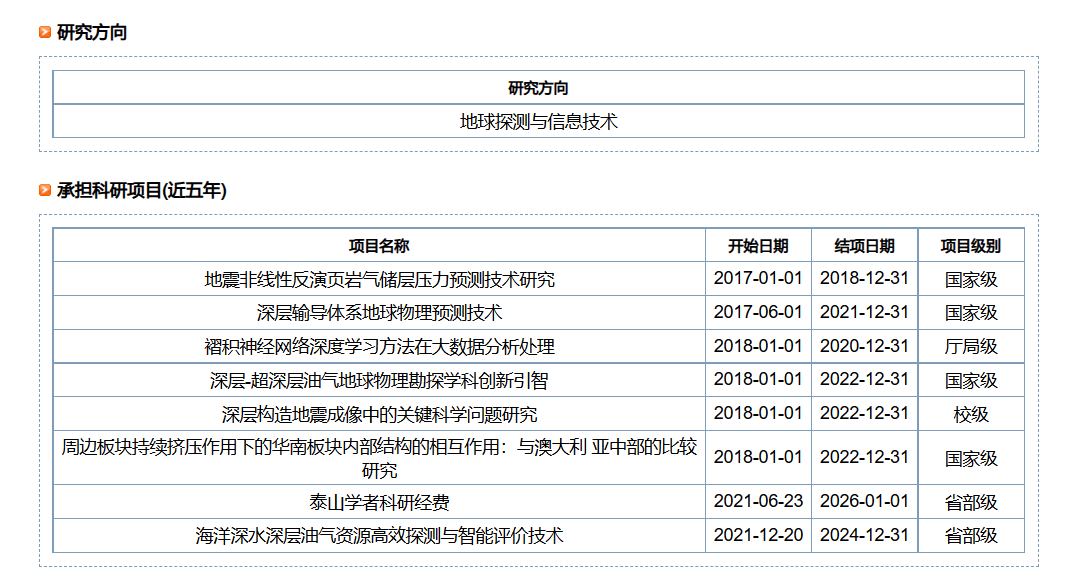 研究方向
研究方向
地球探测与信息技术
承担科研项目(近五年)
项目名称 开始日期 结项日期 项目级别
地震非线性反演页岩气储层压力预测技术研究 2017-01-01 2018-12-31 国家级
深层输导体系地球物理预测技术 2017-06-01 2021-12-31 国家级
褶积神经网络深度学习方法在大数据分析处理 2018-01-01 2020-12-31 厅局级
深层-超深层油气地球物理勘探学科创新引智 2018-01-01 2022-12-31 国家级
深层构造地震成像中的关键科学问题研究 2018-01-01 2022-12-31 校级
周边板块持续挤压作用下的华南板块内部结构的相互作用：与澳大利 亚中部的比较
研究 2018-01-01 2022-12-31 国家级
泰山学者科研经费 2021-06-23 2026-01-01 省部级
海洋深水深层油气资源高效探测与智能评价技术 2021-12-20 2024-12-31 省部级